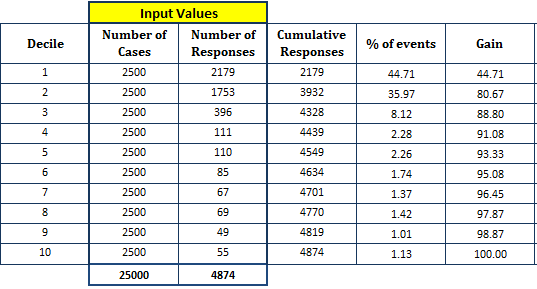 Input Values
Decile Number of Cases Number of Responses Cumulative Responses % of events Gain
1 2500 2179 2179 44.71 44.71
2 2500 1753 3932 35.97 80.67
3 2500 396 4328 8.12 88.80
4 2500 111 4439 2.28 91.08
5 2500 110 4549 2.26 93.33
6 2500 85 4634 1.74 95.08
7 2500 67 4701 1.37 96.45
8 2500 69 4770 1.42 97.87
9 2500 49 4819 1.01 98.87
10 2500 55 4874 1.13 100.00
25000 4874